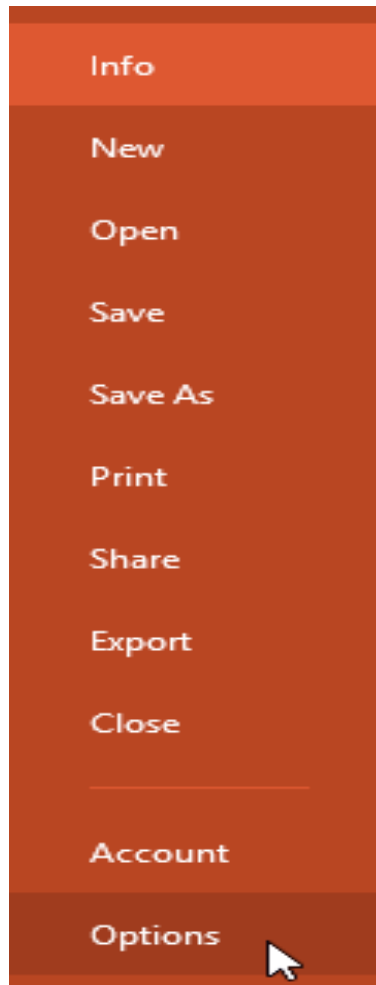 Info
New
Open
Save
Save As
Print
Share
Export
Close
Account
Options